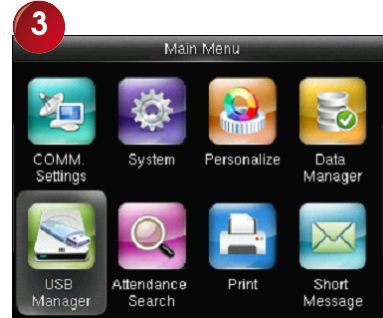 3
Main Menu
COMM. Settings
System
Personalize
Data Manager
USB Manager
Attendance Search
Print
Short Message